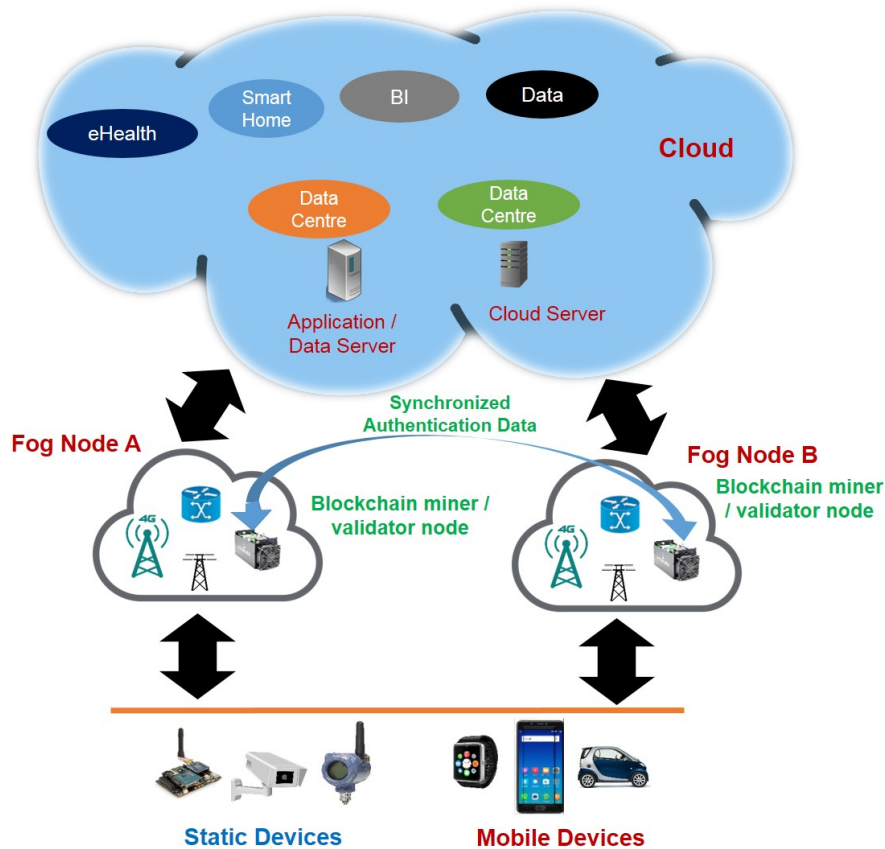 eHealth
Smart
Home
BI
Data
Cloud
Data
Centre
Data
Centre
Application /
Data Server
Cloud Server
Synchronized
Authentication Data
Fog Node A
Fog Node B
Blockchain miner /
validator node
Blockchain miner
/ validator node
4G
4G
Static Devices
Mobile Devices